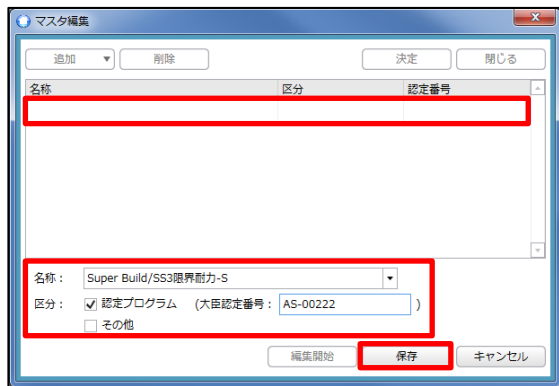 マスタ編集
追加 削除 決定 閉じる
名称 区分 認定番号
名称： Super Build/SS3限界耐力-S
区分： 認定プログラム (大臣認定番号： AS-00222 )
その他
編集開始 保存 キャンセル